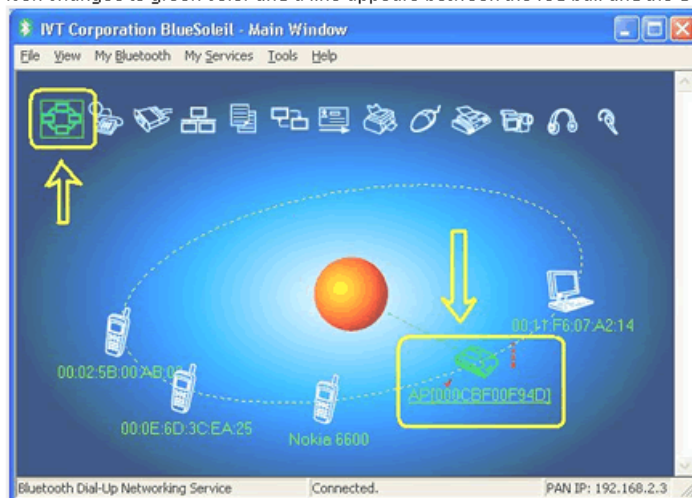 IVT Corporation BlueSoleil - Main Window
File View My Bluetooth My Services Tools Help
00:11:F6:07:A2:14
00:02:5B:00:AB:
AP[000CBF00F94D]
00:0E:6D:3C:EA:25
Nokia 6600
Bluetooth Dial-Up Networking Service Connected. PAN IP: 192.168.2.3